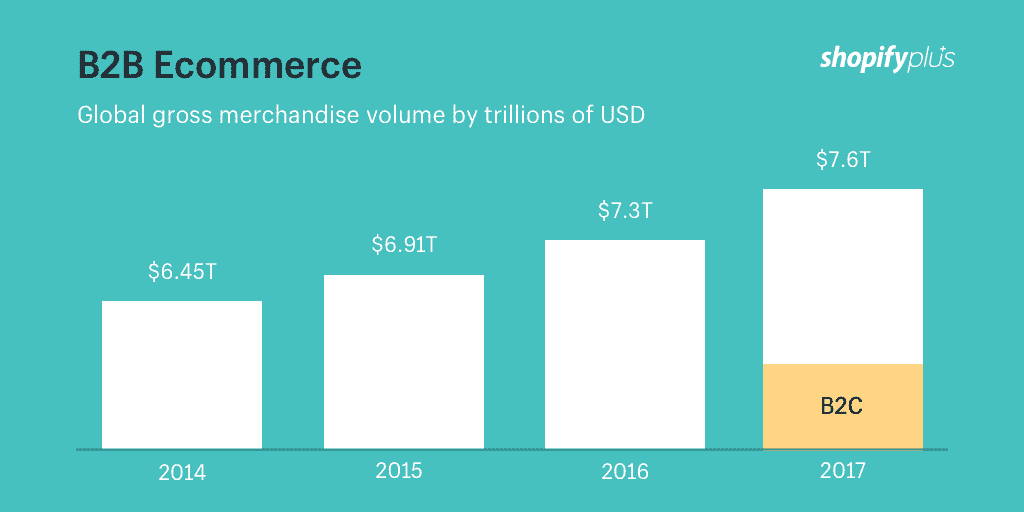 B2B Ecommerce
shopifyplus
Global gross merchandise volume by trillions of USD
$7.6T
$7.3T
$6.91T
$6.45T
B2C
2014
2015
2016
2017